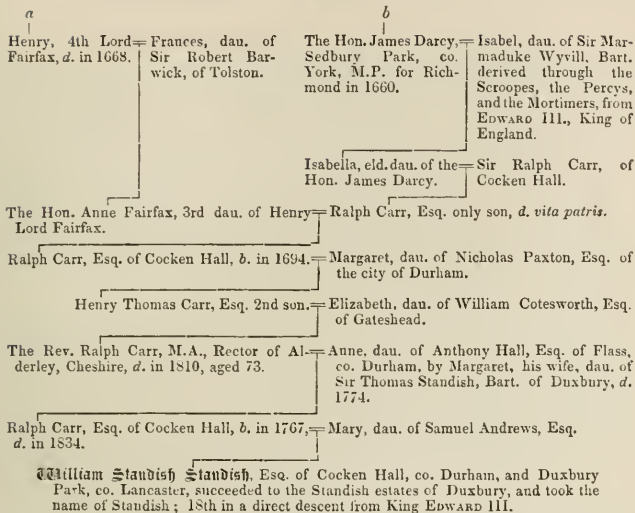 a
b
Henry, 4th Lord
Fairfax, d. in 1668.
Frances, dau. of
Sir Robert Bar-
wick, of Tolston.
The Hon. James Darcy,
Sedbury Park, co.
York, M.P. for Rich-
mond in 1660.
Isabel, dau. of Sir Mar-
maduke Wyvill, Bart.
derived through the
Scroopes, the Percys,
and the Mortimers, from
EDWARD III., King of
England.
Isabella, eld. dau. of the
Hon. James Darcy.
Sir Ralph Carr, of
Cocken Hall.
The Hon. Anne Fairfax, 3rd dau. of Henry
Lord Fairfax.
Ralph Carr, Esq. only son, d. vita patris.
Ralph Carr, Esq. of Cocken Hall, b. in 1694.
Margaret, dau. of Nicholas Paxton, Esq. of
the city of Durham.
Henry Thomas Carr, Esq. 2nd son.
Elizabeth, dau. of William Cotesworth, Esq.
of Gateshead.
The Rev. Ralph Carr, M.A., Rector of Al-
derley, Cheshire, d. in 1810, aged 73.
Anne, dau. of Anthony Hall, Esq. of Flass,
co. Durham, by Margaret, his wife, dau. of
Sir Thomas Standish, Bart. of Duxbury, d.
1774.
Ralph Carr, Esq. of Cocken Hall, b. in 1767,
d. in 1834.
Mary, dau. of Samuel Andrews, Esq.
William Standish Standish, Esq. of Cocken Hall, co. Durham, and Duxbury
Park, co. Lancaster, succeeded to the Standish estates of Duxbury, and took the
name of Standish; 18th in a direct descent from King EDWARD III.